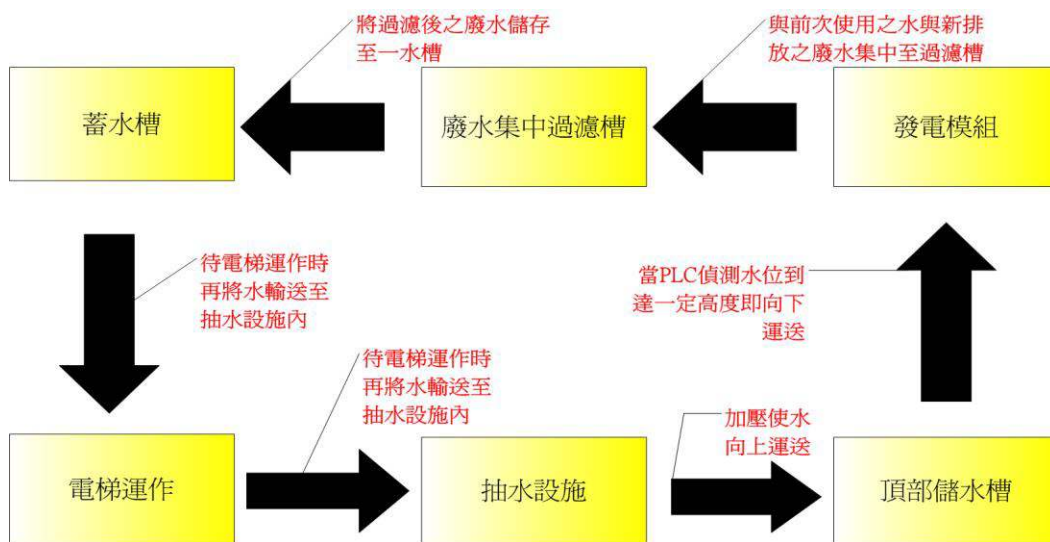 將過濾後之廢水儲存
至一水槽
與前次使用之水與新排
放之廢水集中至過濾槽
蓄水槽
廢水集中過濾槽
發電模組
待電梯運作時
再將水輸送至
抽水設施內
當PLC偵測水位到
達一定高度即向下
運送
待電梯運作時
再將水輸送至
抽水設施內
加壓使水
向上運送
電梯運作
抽水設施
頂部儲水槽